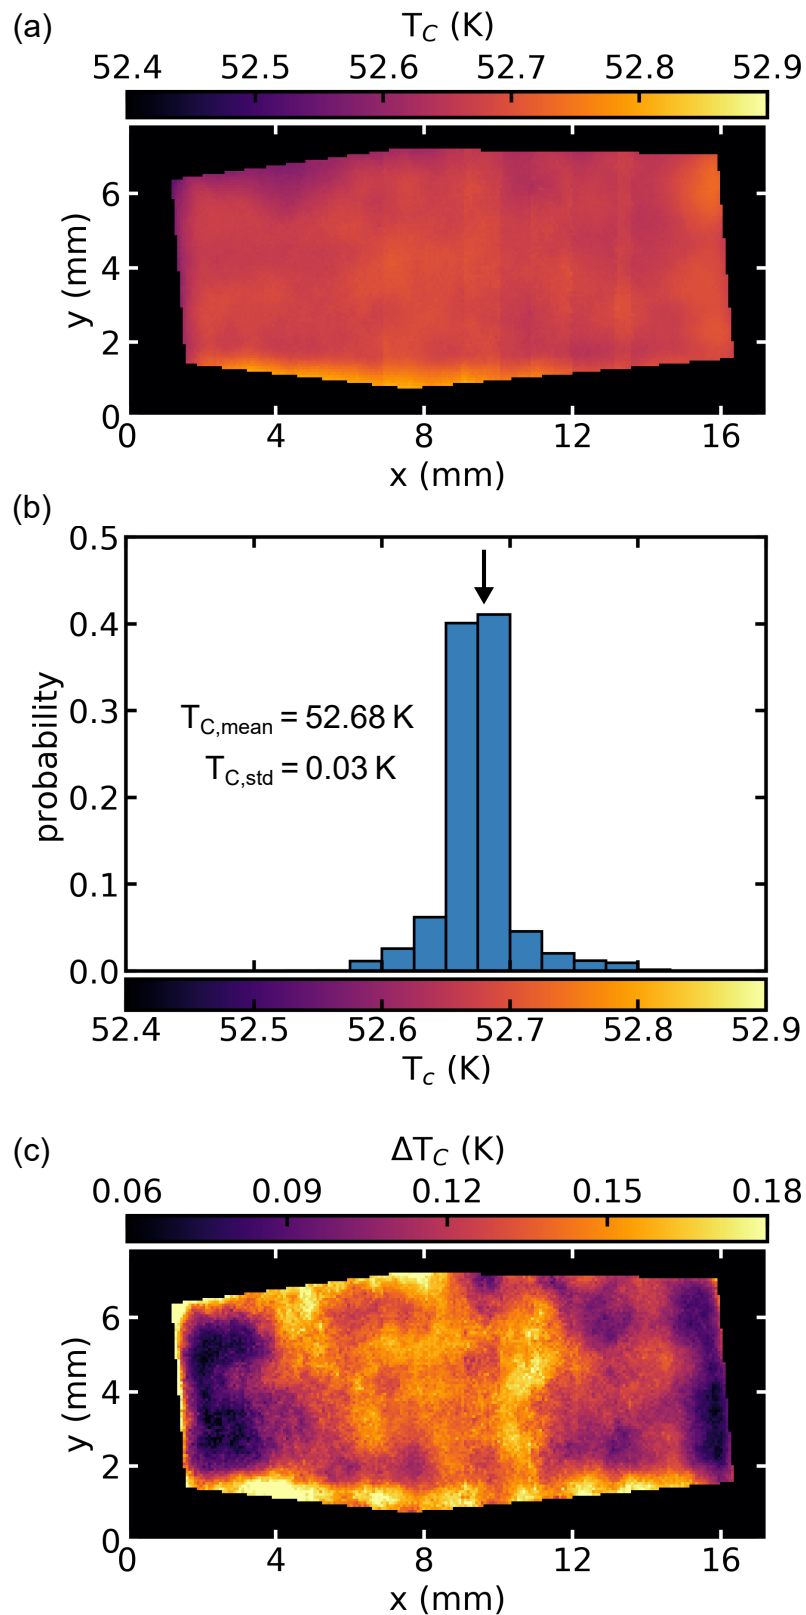 (a)
T_C (K)
52.4 52.5 52.6 52.7 52.8 52.9
6
4
2
0
y (mm)
0 4 8 12 16
x (mm)
(b)
0.5
0.4
0.3
0.2
0.1
0.0
probability
T_C,mean = 52.68 K
T_C,std = 0.03 K
52.4 52.5 52.6 52.7 52.8 52.9
T_c (K)
(c)
ΔT_C (K)
0.06 0.09 0.12 0.15 0.18
6
4
2
0
y (mm)
0 4 8 12 16
x (mm)